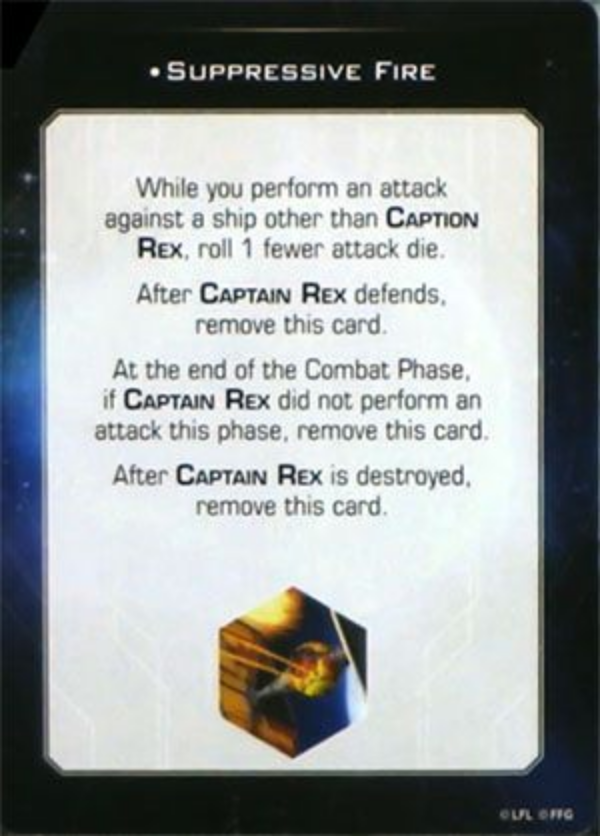 • SUPPRESSIVE FIRE
While you perform an attack
against a ship other than CAPTION
REX, roll 1 fewer attack die.
After CAPTAIN REX defends,
remove this card.
At the end of the Combat Phase,
if CAPTAIN REX did not perform an
attack this phase, remove this card.
After CAPTAIN REX is destroyed,
remove this card.
©LFL ©FFG